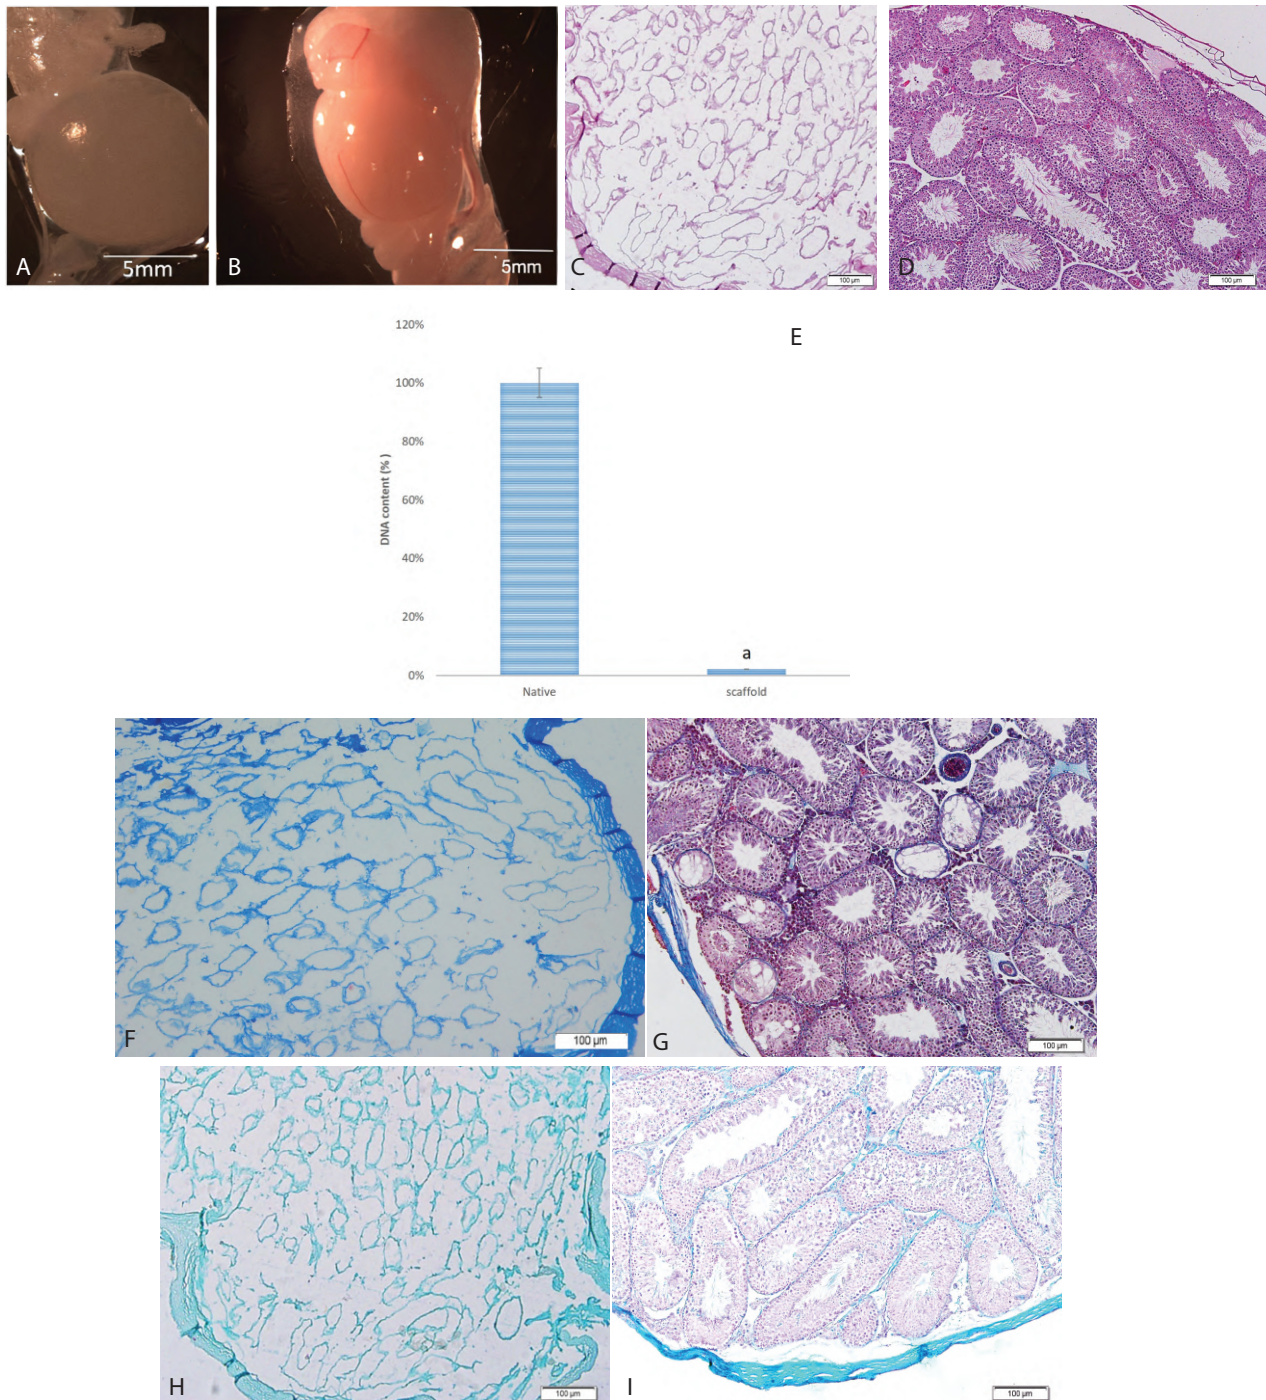 A
5mm
B
5mm
C
100 µm
D
100 µm
E
120%
100%
80%
60%
40%
20%
0%
DNA content (%)
a
Native
scaffold
F
100 µm
G
100 µm
H
100 µm
I
100 µm